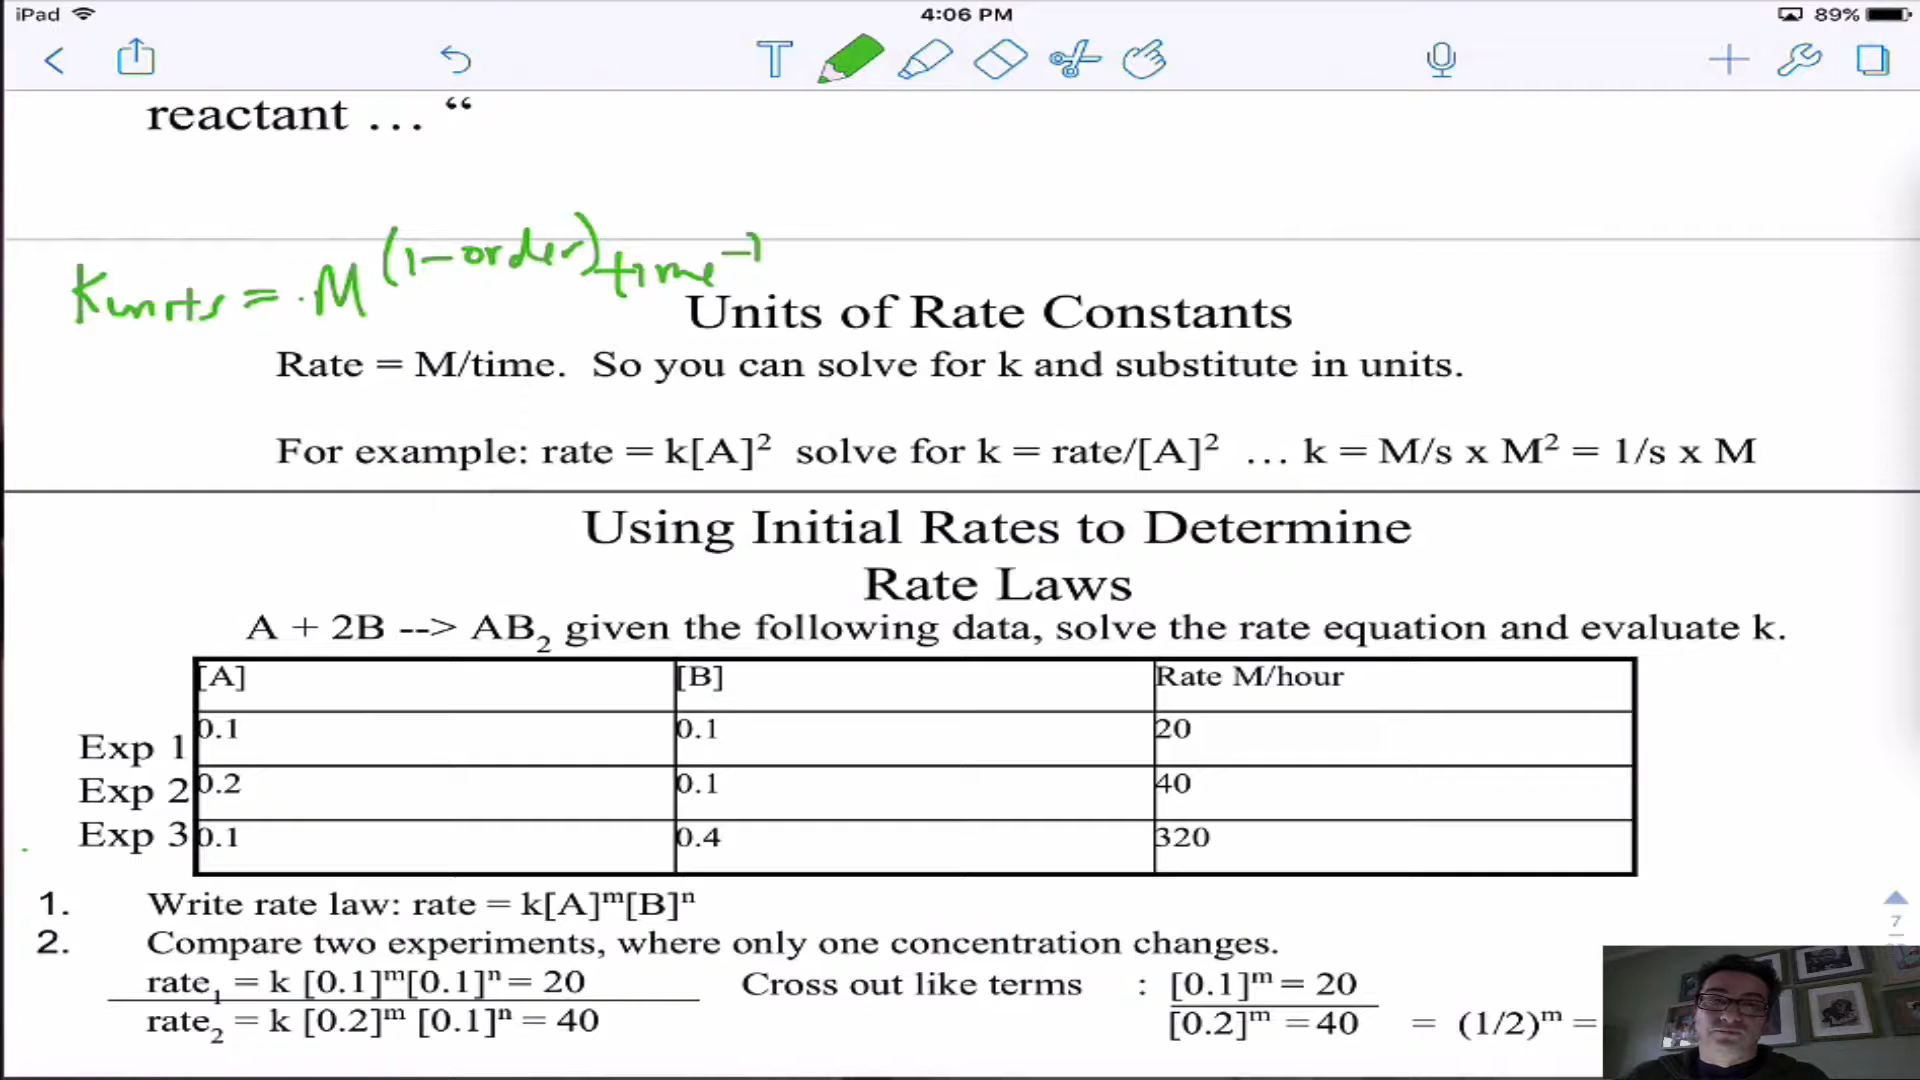 iPad 4:06 PM 89%
T
reactant … “
Kunits = M^(1-order) time^-1
Units of Rate Constants
Rate = M/time. So you can solve for k and substitute in units.
For example: rate = k[A]² solve for k = rate/[A]² … k = M/s x M² = 1/s x M
Using Initial Rates to Determine
Rate Laws
A + 2B --> AB₂ given the following data, solve the rate equation and evaluate k.
[A] [B] Rate M/hour
Exp 1 0.1 0.1 20
Exp 2 0.2 0.1 40
Exp 3 0.1 0.4 320
1. Write rate law: rate = k[A]ᵐ[B]ⁿ
2. Compare two experiments, where only one concentration changes.
rate₁ = k [0.1]ᵐ[0.1]ⁿ = 20 Cross out like terms : [0.1]ᵐ = 20
rate₂ = k [0.2]ᵐ [0.1]ⁿ = 40 [0.2]ᵐ = 40 = (1/2)ᵐ =
7